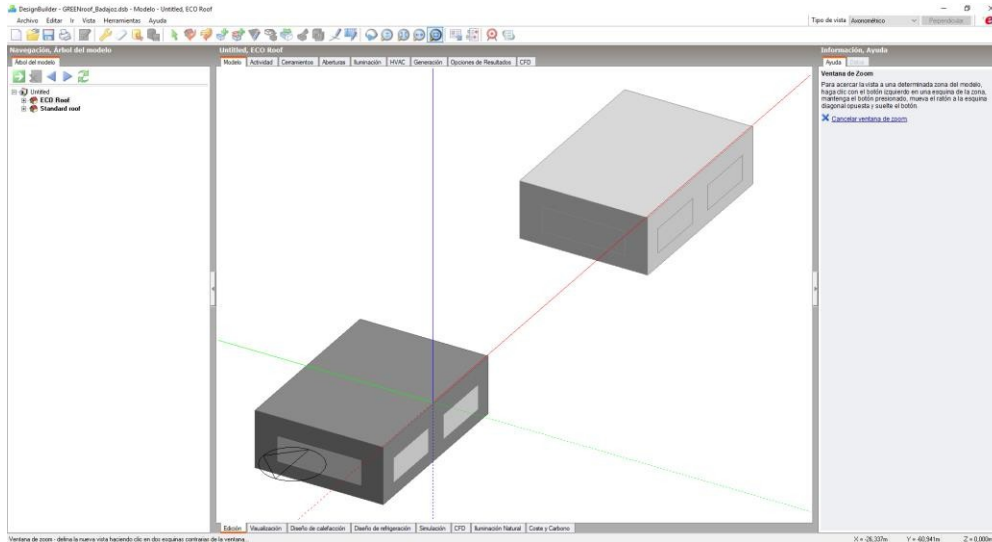 DesignBuilder - GREENroof_Badajoz.dsb - Modelo - Untitled, ECO Roof
Archivo Editar Ir Vista Herramientas Ayuda
Tipo de vista Axonométrico Perpendicular
Navegación, Árbol del modelo
Árbol del modelo
Untitled
ECO Roof
Standard roof
Untitled, ECO Roof
Modelo Actividad Cerramientos Aberturas Iluminación HVAC Generación Opciones de Resultados CFD
Edición Visualización Diseño de calefacción Diseño de refrigeración Simulación CFD Iluminación Natural Coste y Carbono
Información, Ayuda
Ayuda
Ventana de Zoom
Para acercar la vista a una determinada zona del modelo,
haga clic con el botón izquierdo en una esquina de la zona,
mantenga el botón presionado, mueva el ratón a la esquina
diagonal opuesta y suelte el botón.
Cancelar ventana de zoom
Ventana de zoom - defina la nueva vista haciendo clic en dos esquinas contrarias de la ventana...
X = -26,337m Y = -60,941m Z = 0,000m